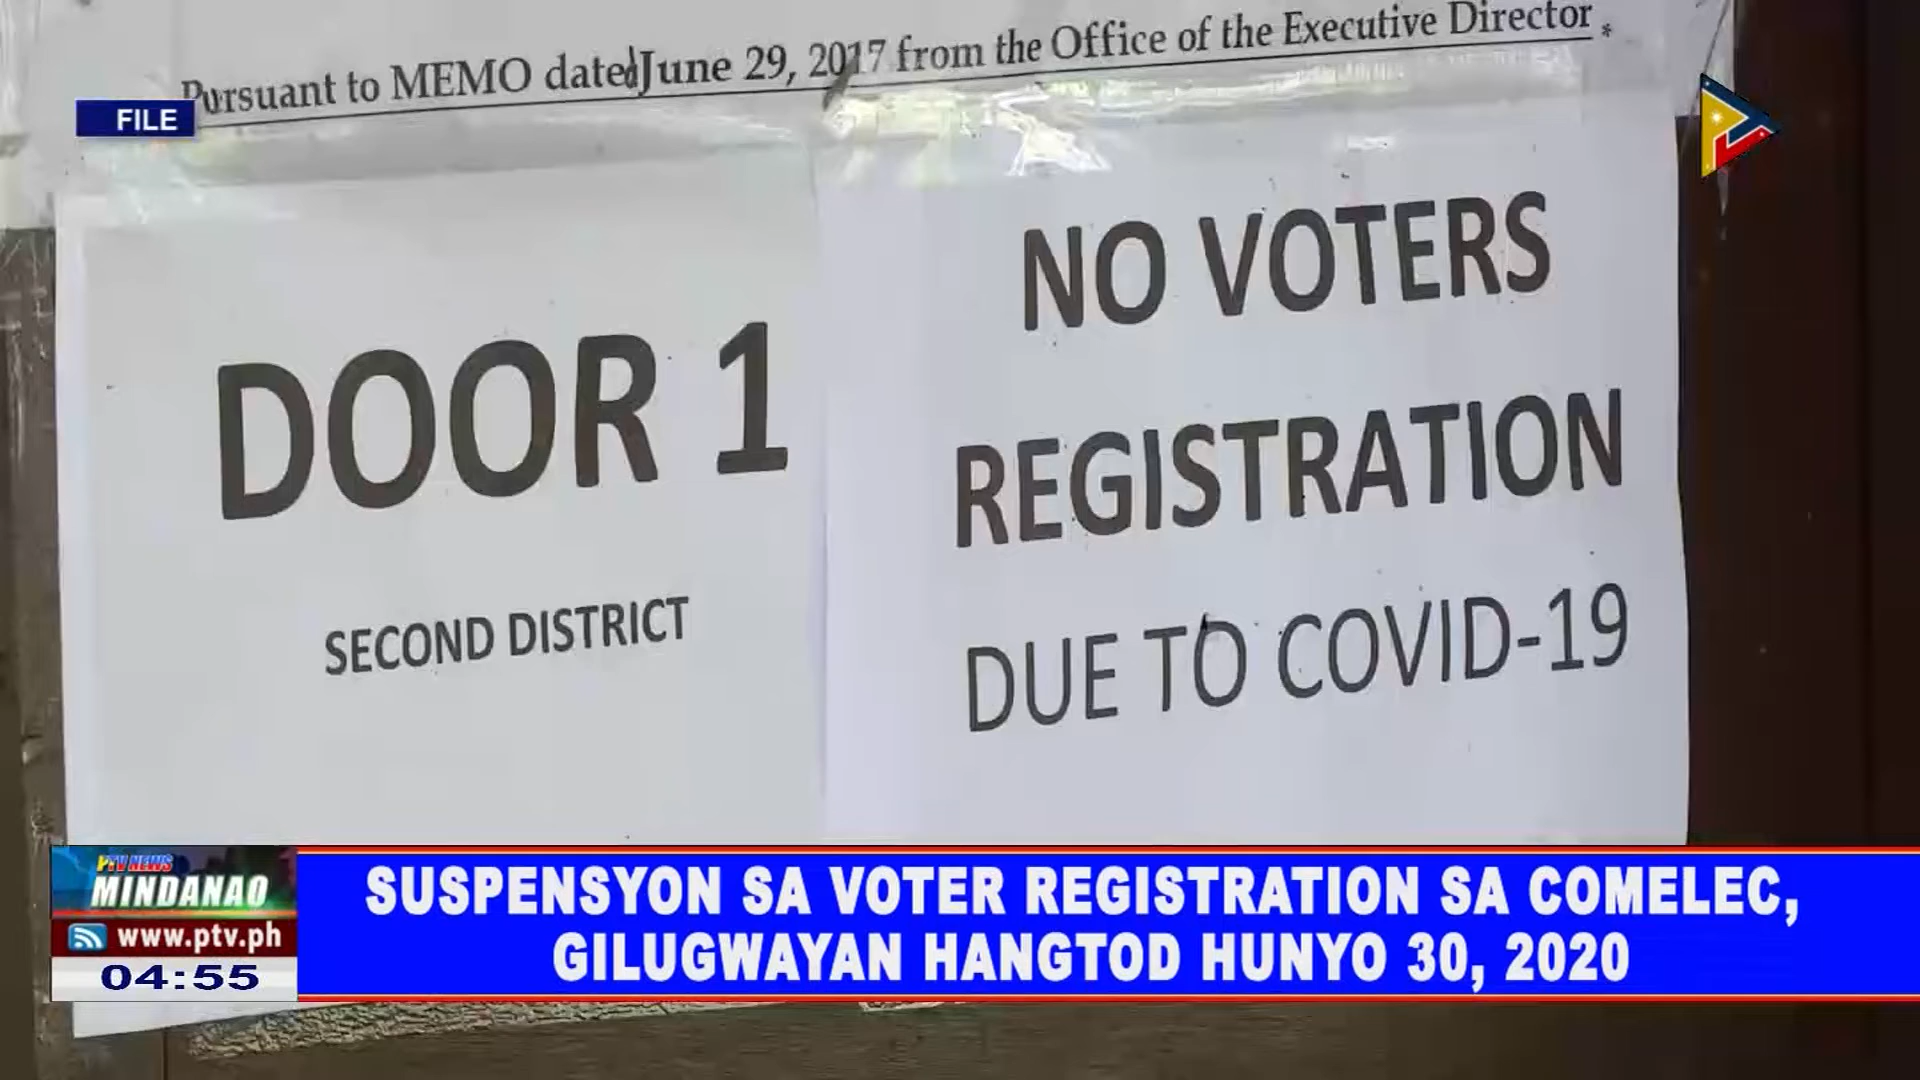 Pursuant to MEMO dated June 29, 2017 from the Office of the Executive Director.
FILE
DOOR 1
SECOND DISTRICT
NO VOTERS
REGISTRATION
DUE TO COVID-19
PTV NEWS
MINDANAO
www.ptv.ph
04:55
SUSPENSYON SA VOTER REGISTRATION SA COMELEC,
GILUGWAYAN HANGTOD HUNYO 30, 2020